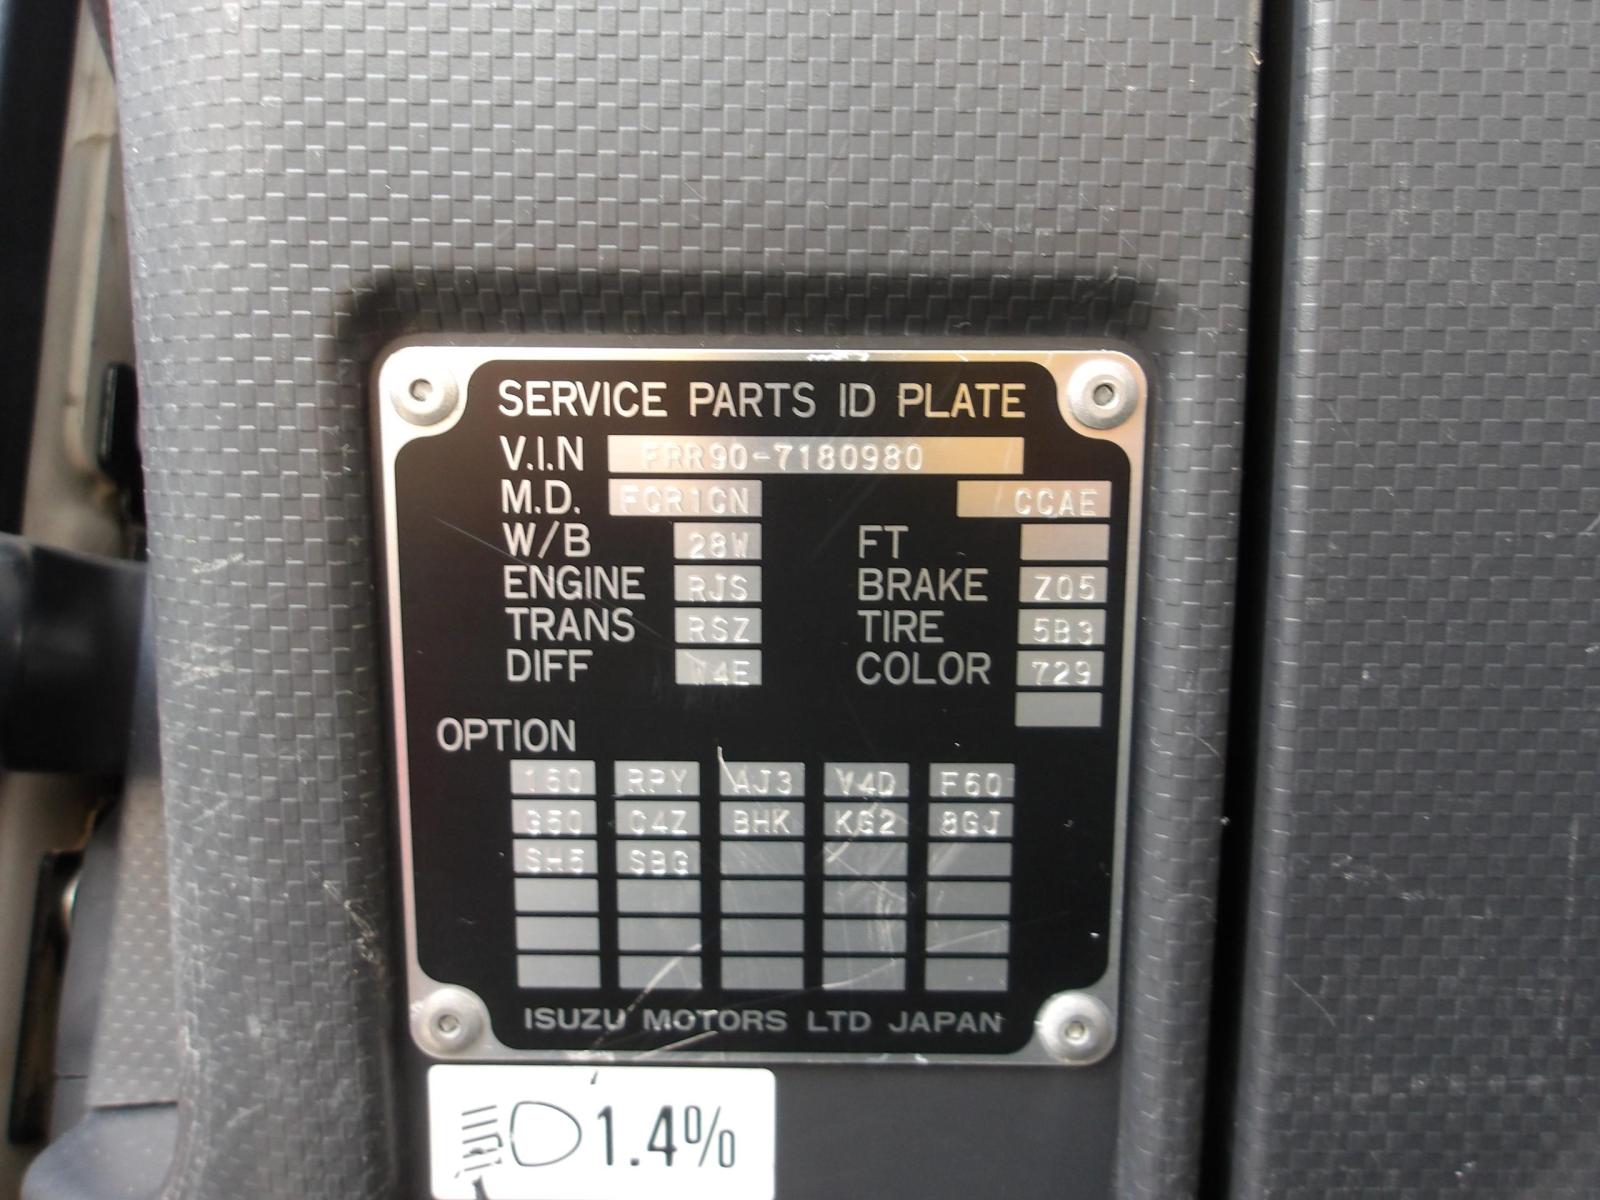 SERVICE PARTS ID PLATE
V.I.N FRR90-7180980
M.D. FCR1CN CCAE
W/B 28W FT
ENGINE RJS BRAKE Z05
TRANS RSZ TIRE 5B3
DIFF COLOR 729
OPTION
160 RPY AJ3 V4D F60
C4Z BHK KG2 8GJ
SH5 SBG
ISUZU MOTORS LTD JAPAN
1.4%